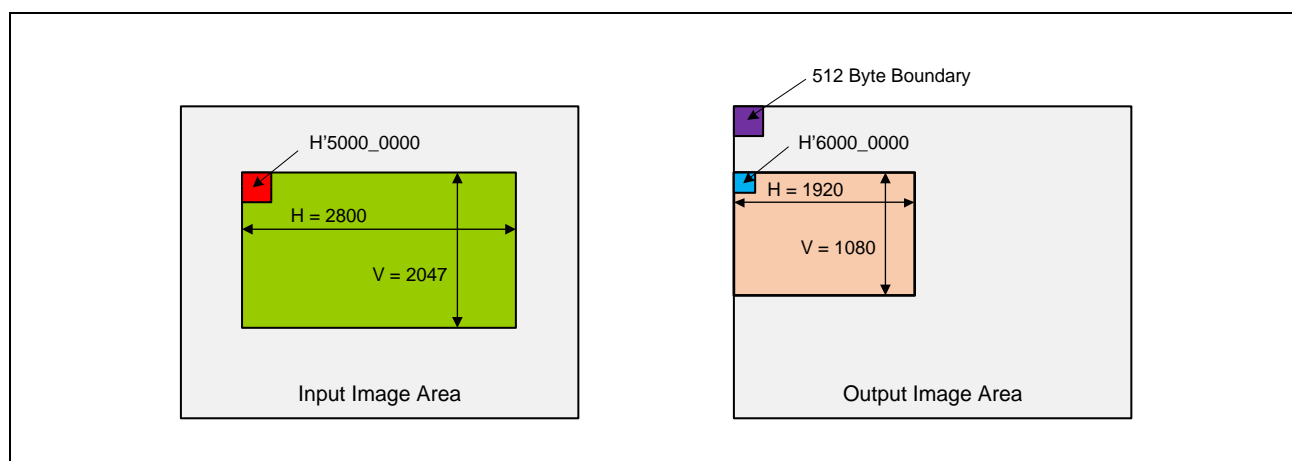 512 Byte Boundary
H'5000_0000
H'6000_0000
H = 2800
H = 1920
V = 2047
V = 1080
Input Image Area
Output Image Area